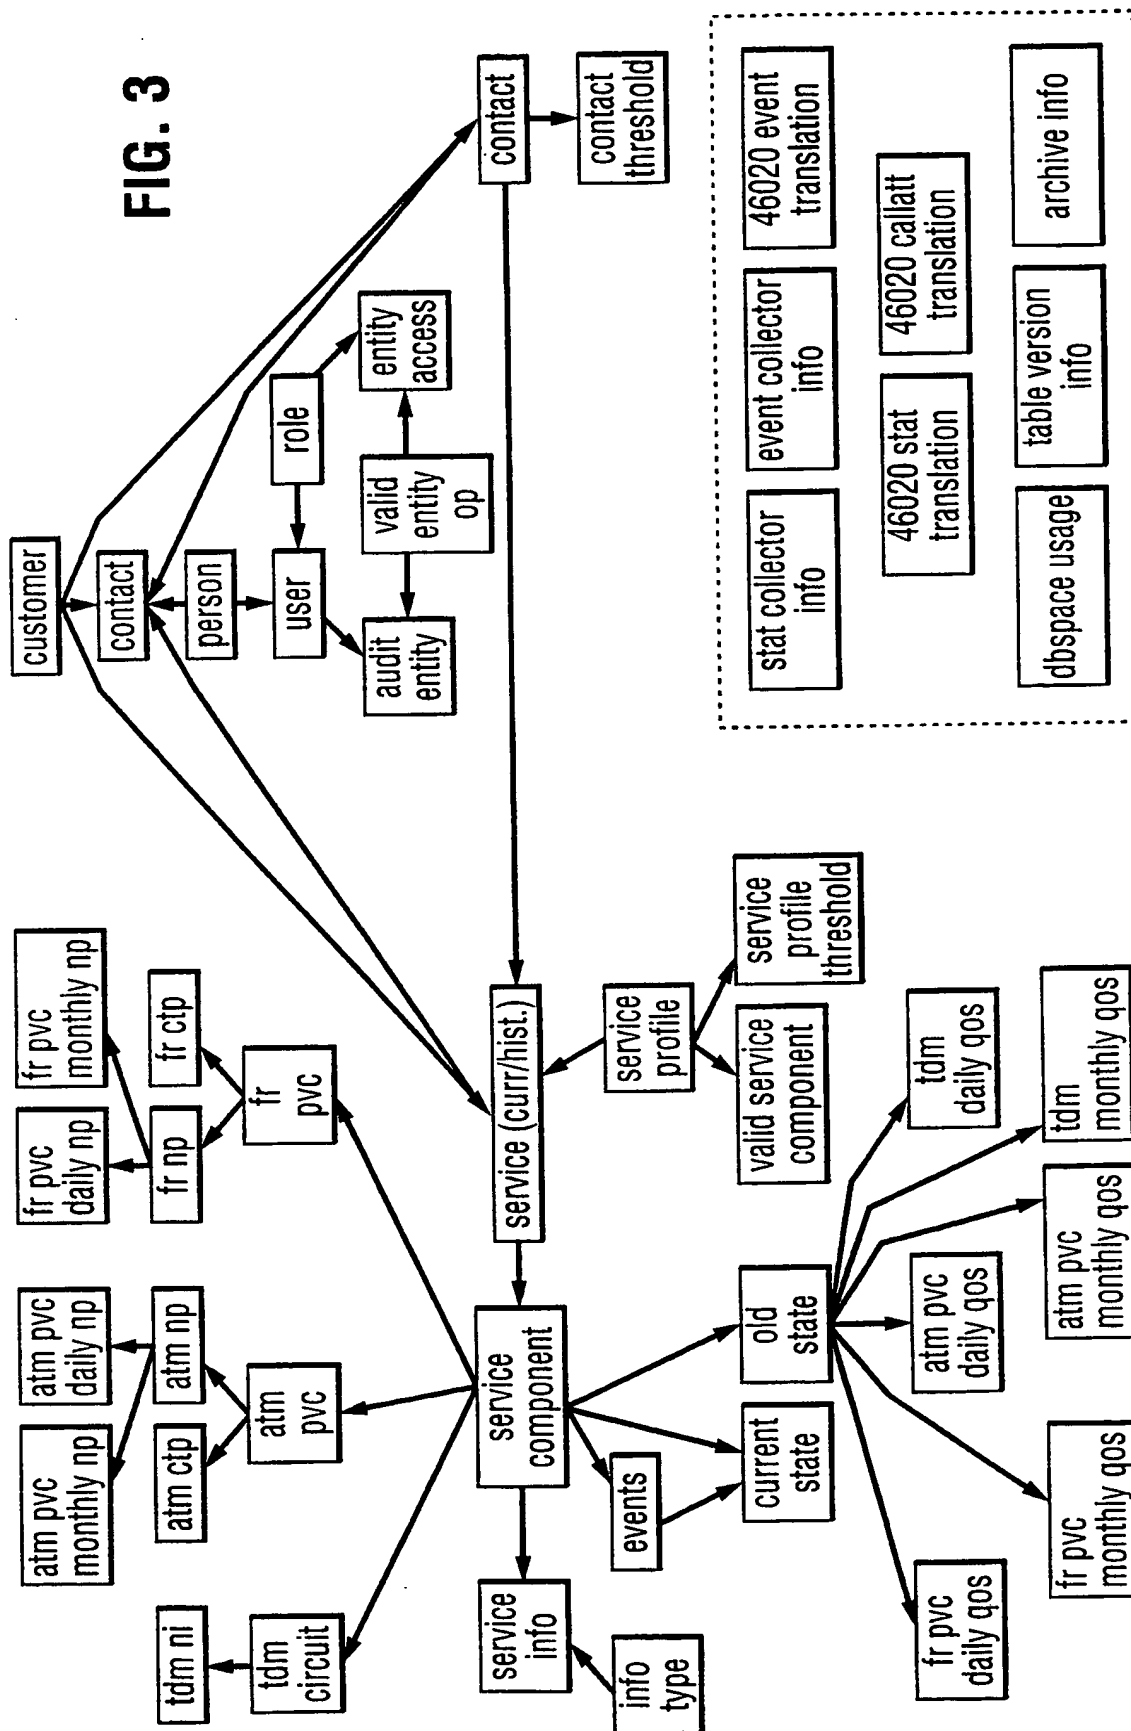 FIG. 3
customer
atm pvc
monthly np
atm pvc
daily np
fr pvc
daily np
fr pvc
monthly np
contact
tdm ni
atm ctp
atm np
fr np
fr ctp
person
tdm
circuit
atm
pvc
fr
pvc
user
role
audit
entity
valid
entity
op
entity
access
service
info
service
component
service (curr/hist.)
contact
info
type
events
service
profile
contact
threshold
current
state
old
state
valid service
component
service
profile
threshold
fr pvc
daily qos
atm pvc
daily qos
tdm
daily qos
fr pvc
monthly qos
atm pvc
monthly qos
tdm
monthly qos
stat collector
info
event collector
info
46020 event
translation
46020 stat
translation
46020 callatt
translation
dbspace usage
table version
info
archive info